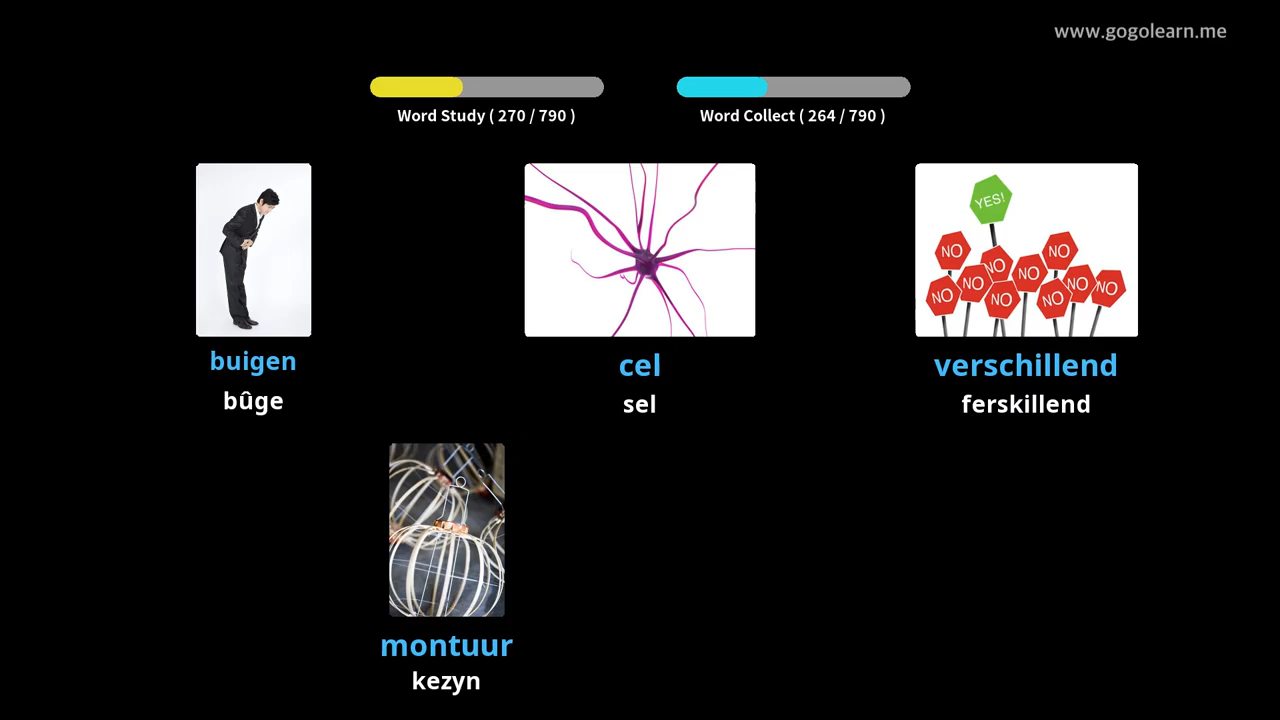 www.gogolearn.me
Word Study ( 270 / 790 )
Word Collect ( 264 / 790 )
YES!
NO
NO
NO
NO
NO
NO
NO
NO
NO
NO
buigen
bûge
cel
sel
verschillend
ferskillend
montuur
kezyn